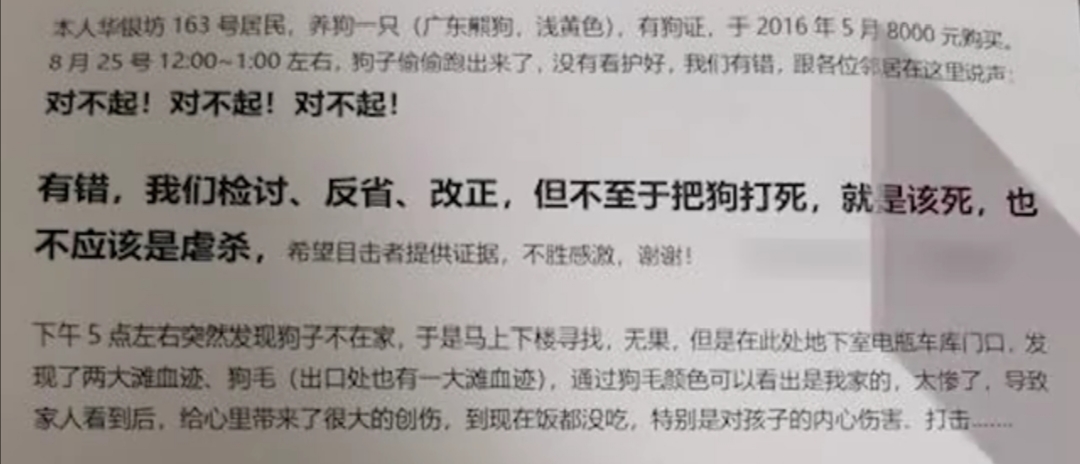 本人华银坊 163 号居民，养狗一只（广东熊狗，浅黄色），有狗证，于 2016 年 5 月 8000 元购买。
8 月 25 号 12:00~1:00 左右，狗子偷偷跑出来了，没有看护好，我们有错，跟各位邻居在这里说声：
对不起！对不起！对不起！
有错，我们检讨、反省、改正，但不至于把狗打死，就是该死，也
不应该是虐杀，希望目击者提供证据，不胜感激，谢谢！
下午 5 点左右突然发现狗子不在家，于是马上下楼寻找，无果，但是在此处地下室电瓶车库门口，发
现了两大滩血迹、狗毛（出口处也有一大滩血迹），通过狗毛颜色可以看出是我家的，太惨了，导致
家人看到后，给心里带来了很大的创伤，到现在饭都没吃，特别是对孩子的内心伤害．打击……